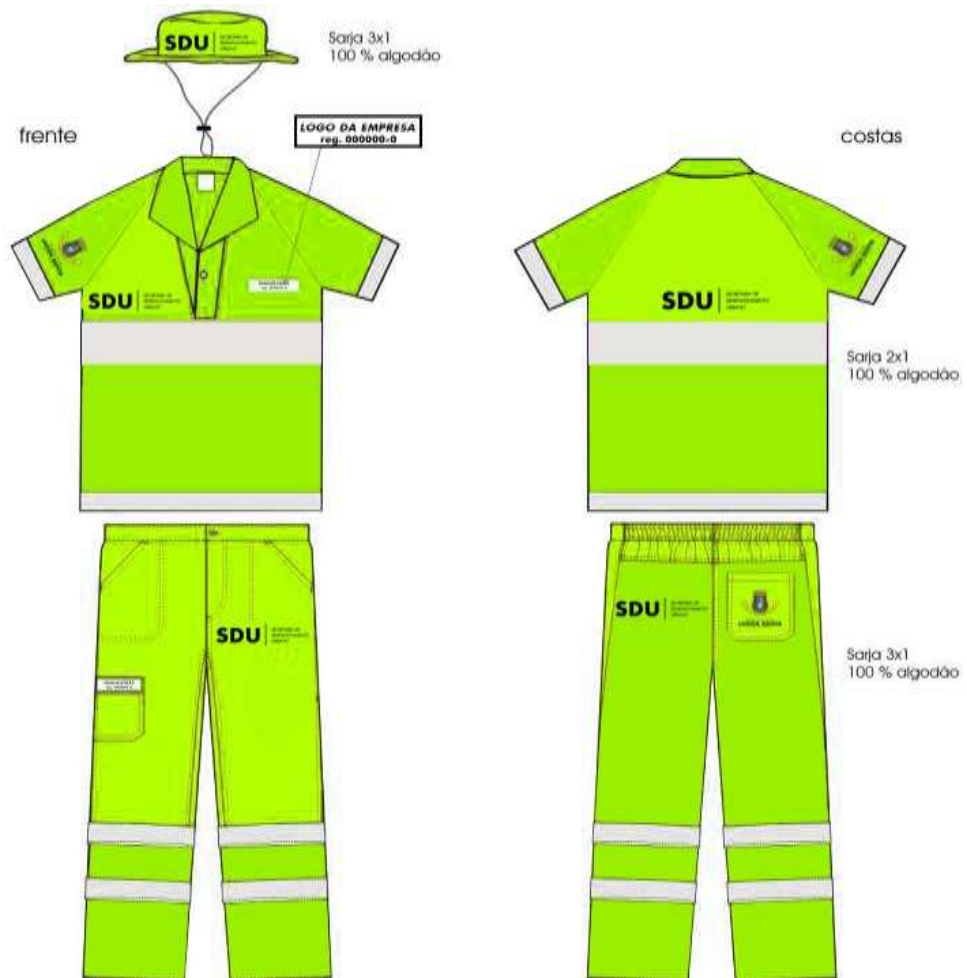 SDU
Sarja 3x1
100 % algodão
frente
LOGO DA EMPRESA
reg. 000000-0
costas
SDU
SDU
Sarja 2x1
100 % algodão
SDU
SDU
Sarja 3x1
100 % algodão